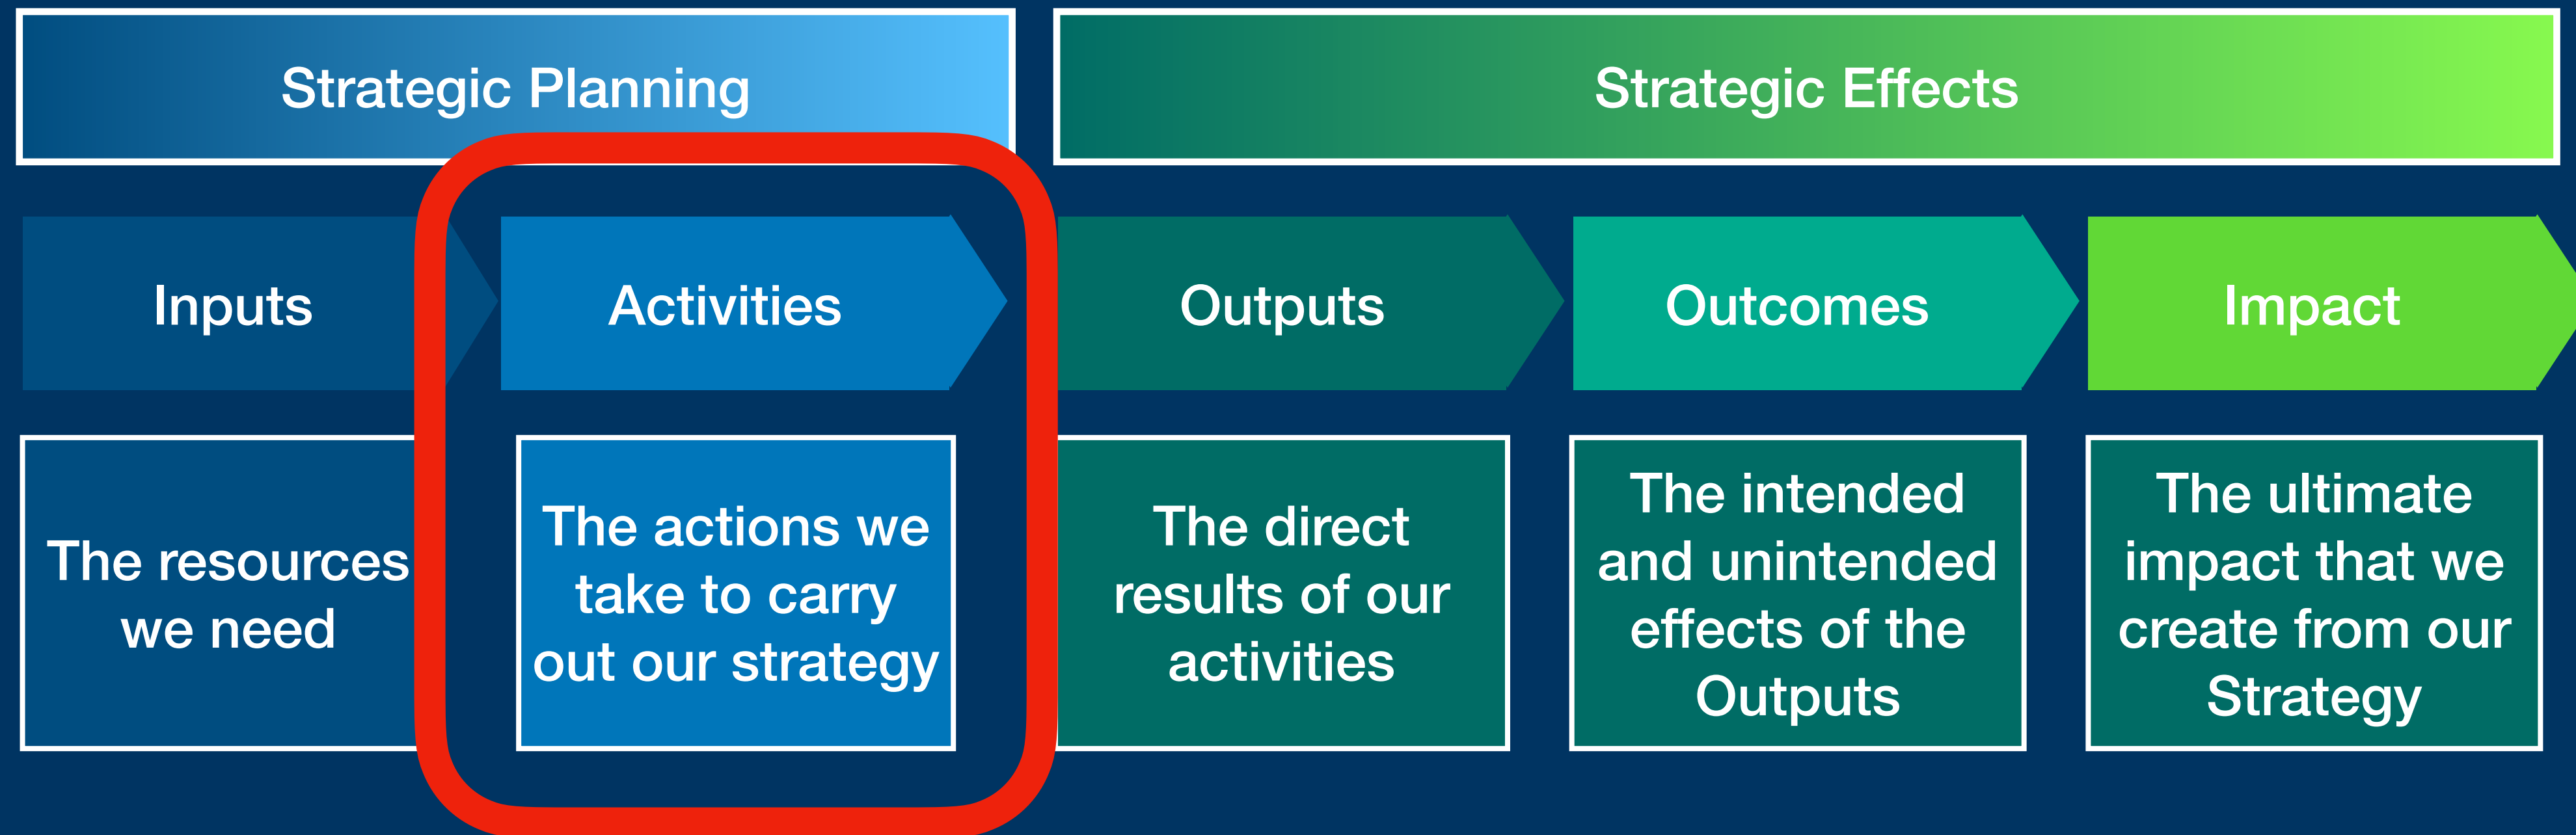 Strategic Planning
Strategic Effects
Inputs
Activities
Outputs
Outcomes
Impact
The resources
we need
The actions we
take to carry
out our strategy
The direct
results of our
activities
The intended
and unintended
effects of the
Outputs
The ultimate
impact that we
create from our
Strategy